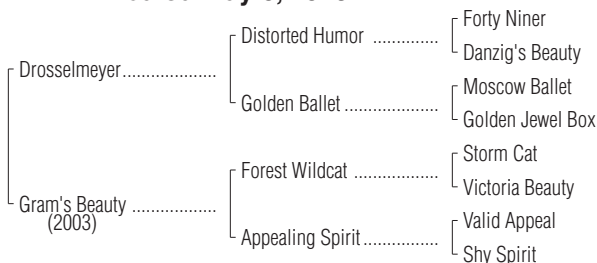 Forty Niner
Distorted Humor ..............
Danzig's Beauty
Drosselmeyer...................
Moscow Ballet
Golden Ballet ...................
Golden Jewel Box
Storm Cat
Forest Wildcat .................
Victoria Beauty
Gram's Beauty .................
(2003)
Valid Appeal
Appealing Spirit...............
Shy Spirit